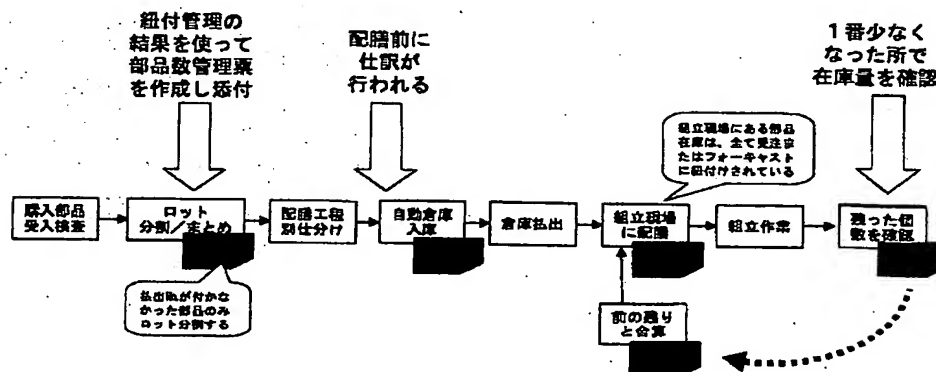 紐付管理の
結果を使って
部品数管理票
を作成し添付
配膳前に
仕訳が
行われる
1番少なく
なった所で
在庫量を確認
組立現場にある部品
在庫は、全て受注ま
たはフォーキャスト
に紐付けされている
購入部品
受入検査
ロット
分割/まとめ
配膳工程
別仕分け
自動倉庫
入庫
倉庫払出
組立現場
に配膳
組立作業
残った個
数を確認
払出しが付かな
かった部品のみ
ロット分割する
前の残り
と合算